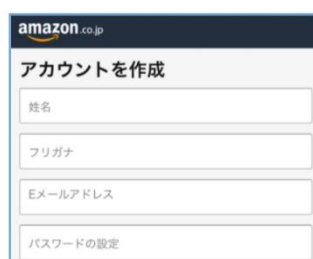 amazon.co.jp
アカウントを作成
姓名
フリガナ
Eメールアドレス
パスワードの設定